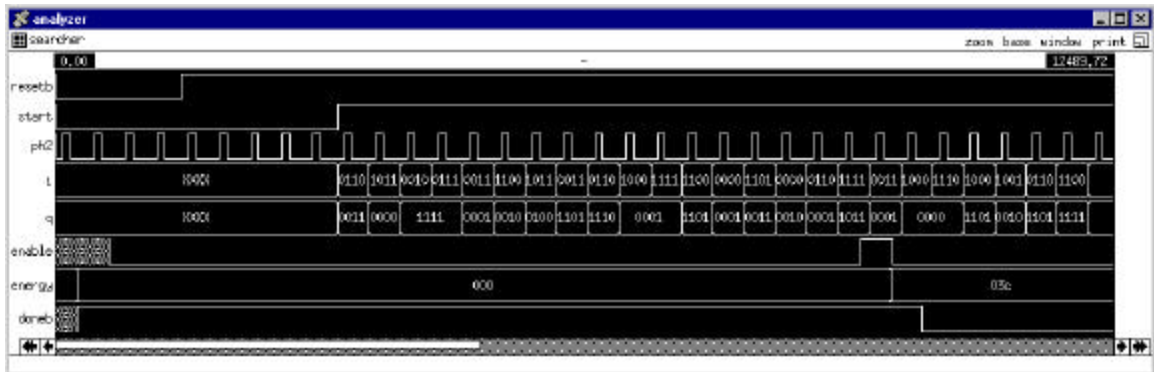 analyzer
searcher zoom base window print
0.00 - 12489.72
resetb
start
ph2
i XXXX 0110 1011 0010 0111 0011 1100 1011 0011 0110 1000 1111 1100 0000 1101 0000 0110 1111 0011 1000 1110 1000 1001 0110 1100
q XXXX 0011 0000 1111 0001 0010 0100 1101 1110 0001 1101 0001 0011 0010 0001 1011 0001 0000 1101 0010 1101 1111
enable
energy 000 03c
doneb